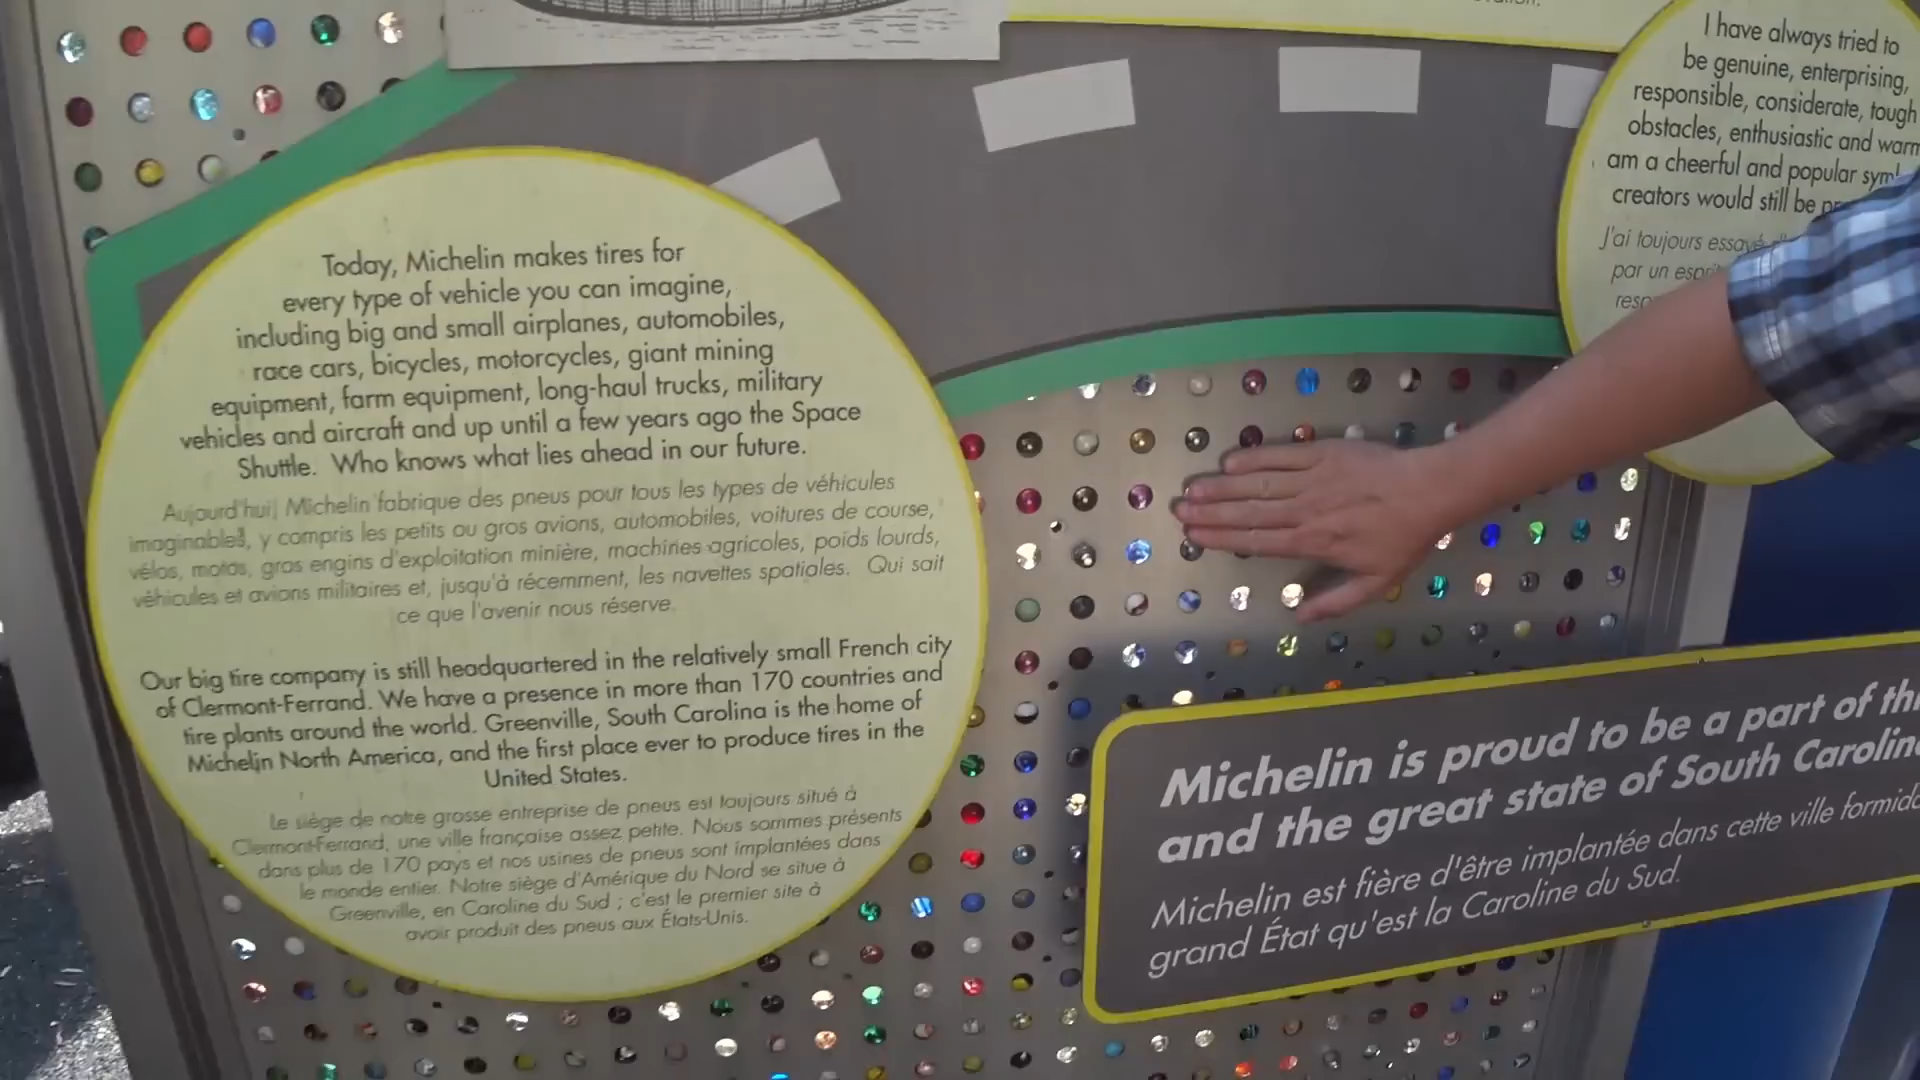 Today, Michelin makes tires for
every type of vehicle you can imagine,
including big and small airplanes, automobiles,
race cars, bicycles, motorcycles, giant mining
equipment, farm equipment, long-haul trucks, military
vehicles and aircraft and up until a few years ago the Space
Shuttle. Who knows what lies ahead in our future.
Aujourd'hui, Michelin fabrique des pneus pour tous les types de véhicules
imaginables, y compris les petits ou gros avions, automobiles, voitures de course,
vélos, motos, gros engins d'exploitation minière, machines agricoles, poids lourds,
véhicules et avions militaires et, jusqu'à récemment, les navettes spatiales. Qui sait
ce que l'avenir nous réserve.
Our big tire company is still headquartered in the relatively small French city
of Clermont-Ferrand. We have a presence in more than 170 countries and
tire plants around the world. Greenville, South Carolina is the home of
Michelin North America, and the first place ever to produce tires in the
United States.
Le siège de notre grosse entreprise de pneus est toujours situé à
Clermont-Ferrand, une ville française assez petite. Nous sommes présents
dans plus de 170 pays et nos usines de pneus sont implantées dans
le monde entier. Notre siège d'Amérique du Nord se situe à
Greenville, en Caroline du Sud ; c'est le premier site à
avoir produit des pneus aux États-Unis.
I have always tried to
be genuine, enterprising,
responsible, considerate, tough
obstacles, enthusiastic and warm
am a cheerful and popular
creators would still be
J'ai toujours essayé
par un
Michelin is proud to be a part of
and the great state of South
Michelin est fière d'être implantée dans cette ville
grand État qu'est la Caroline du Sud.